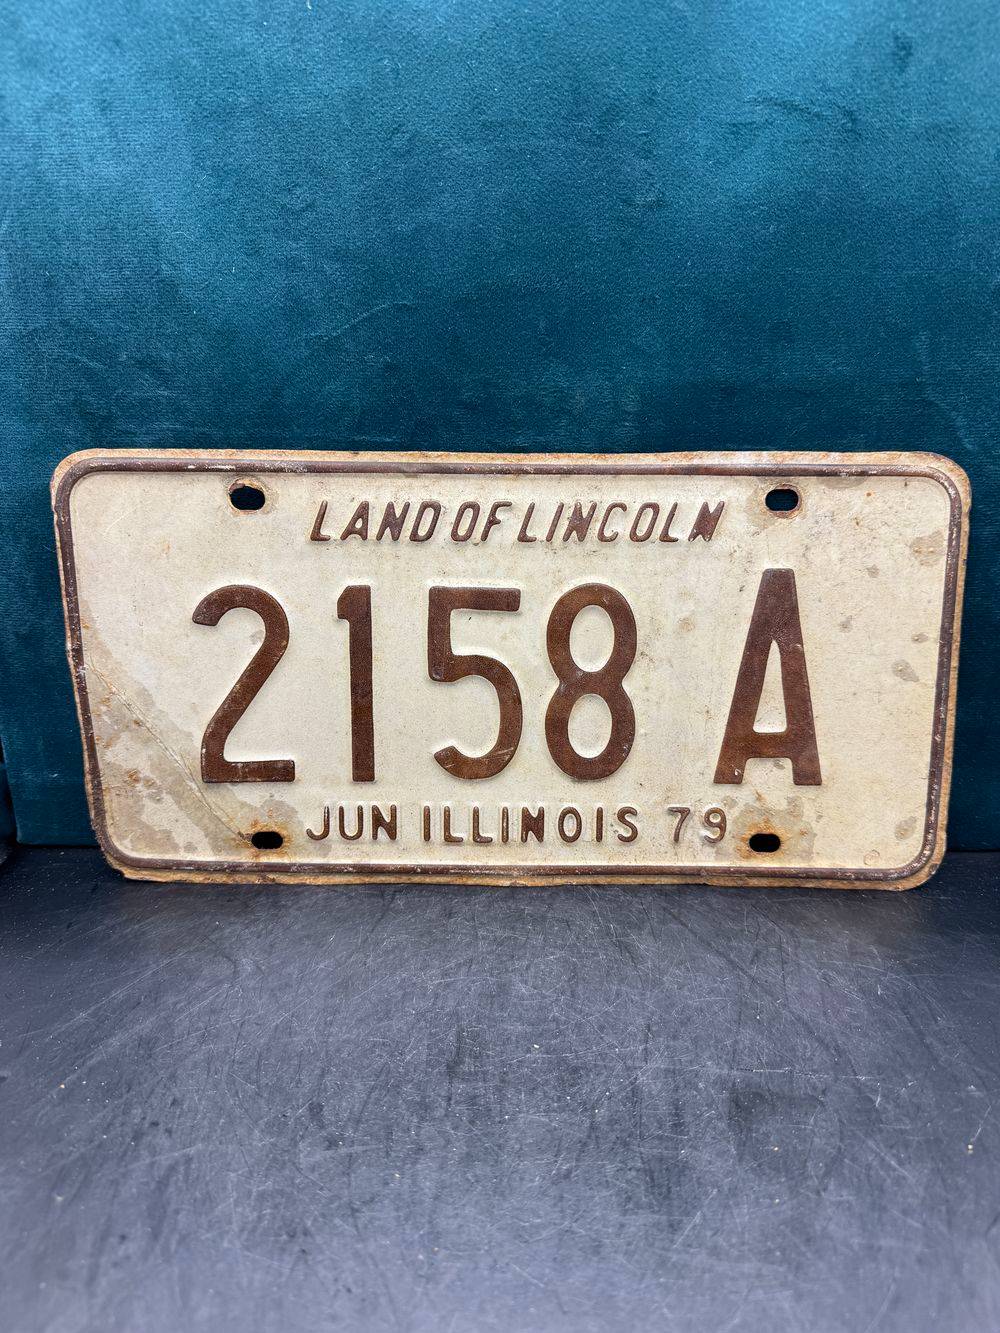 LAND OF LINCOLN
2158 A
JUN ILLINOIS 79